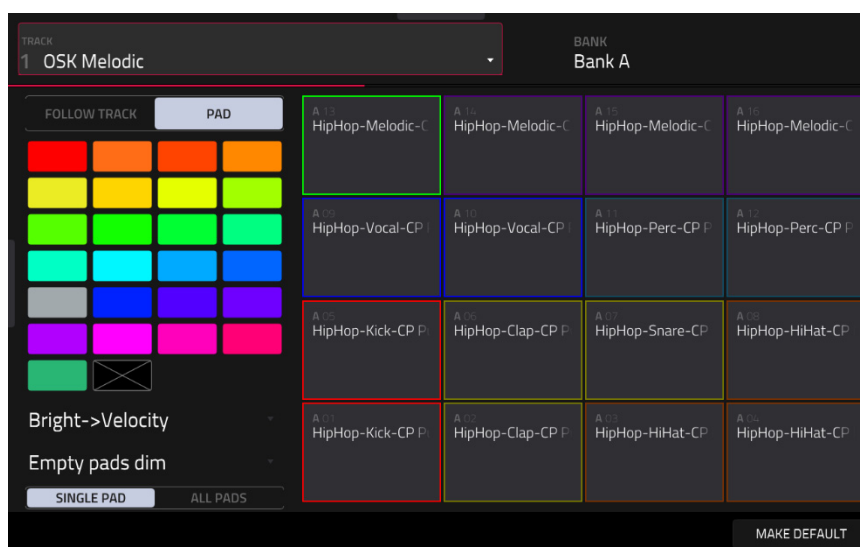 TRACK
BANK
1 OSK Melodic
Bank A
FOLLOW TRACK
PAD
A 13
HipHop-Melodic-C
A 14
HipHop-Melodic-C
A 15
HipHop-Melodic-C
A 16
HipHop-Melodic-C
A 09
HipHop-Vocal-CP
A 10
HipHop-Vocal-CP
A 11
HipHop-Perc-CP P
A 12
HipHop-Perc-CP P
A 05
HipHop-Kick-CP P
A 06
HipHop-Clap-CP P
A 07
HipHop-Snare-CP
A 08
HipHop-HiHat-CP
A 01
HipHop-Kick-CP P
A 02
HipHop-Clap-CP P
A 03
HipHop-HiHat-CP
A 04
HipHop-HiHat-CP
Bright->Velocity
Empty pads dim
SINGLE PAD
ALL PADS
MAKE DEFAULT